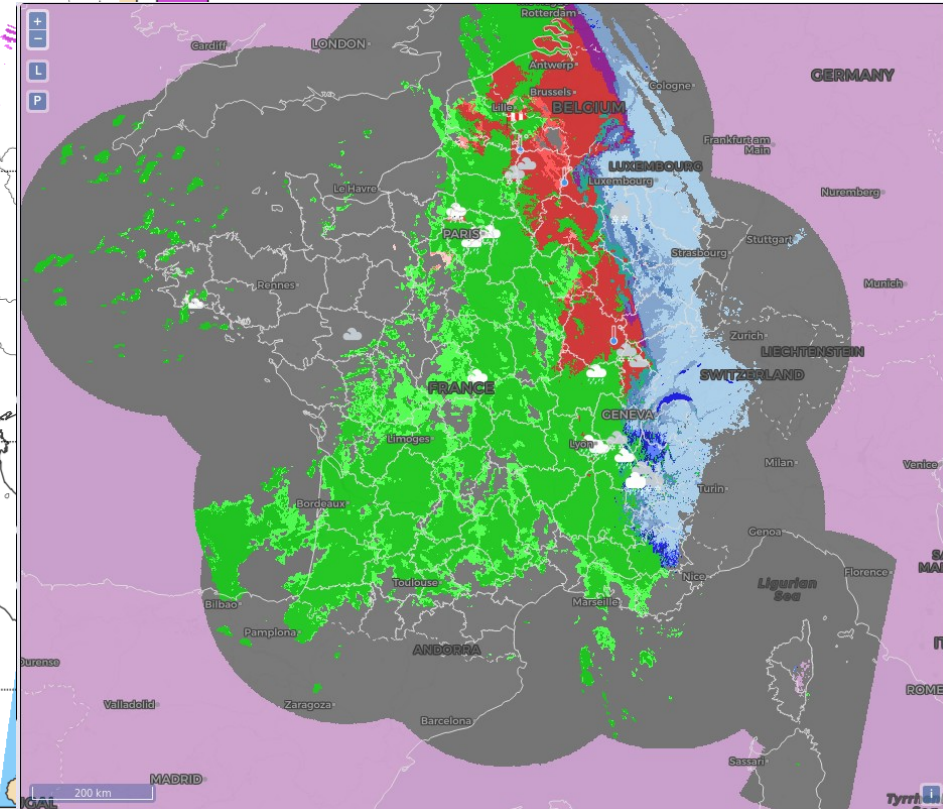 +
Rotterdam
−
Cardiff
LONDON
L
Antwerp
GERMANY
P
Brussels
Cologne
Lille
BELGIUM
Frankfurt am
Main
LUXEMBOURG
Luxembourg
Le Havre
Nuremberg
PARIS
Stuttgart
Strasbourg
Rennes
Munich
Zurich
LIECHTENSTEIN
SWITZERLAND
FRANCE
GENEVA
Limoges
Lyon
Milan
Venice
Turin
Bordeaux
Genoa
Florence
Nice
Ligurian
Sea
Toulouse
Bilbao
Marseille
Pamplona
ANDORRA
Ourense
ROME
Valladolid
Zaragoza
Barcelona
Sassari
MADRID
200 km
i